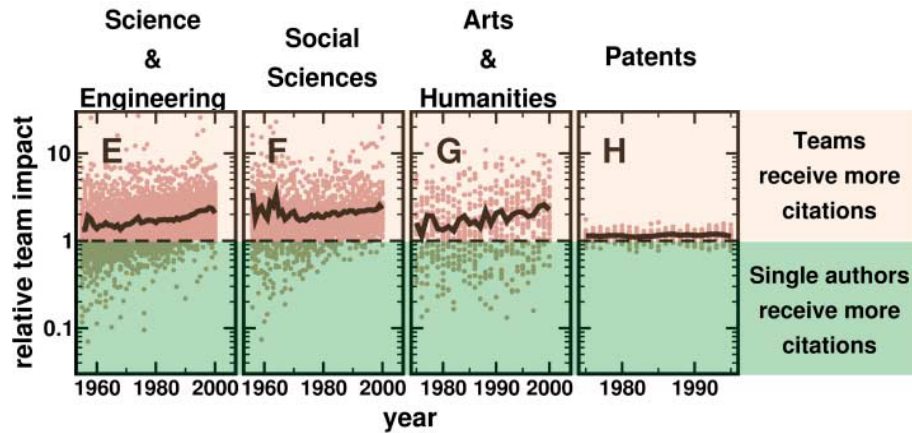 Science
&
Engineering
Social
Sciences
Arts
&
Humanities
Patents
relative team impact
10
1
0.1
E
F
G
H
Teams
receive more
citations
Single authors
receive more
citations
1960 1980 2000
1960 1980 2000
1980 1990 2000
1980 1990
year